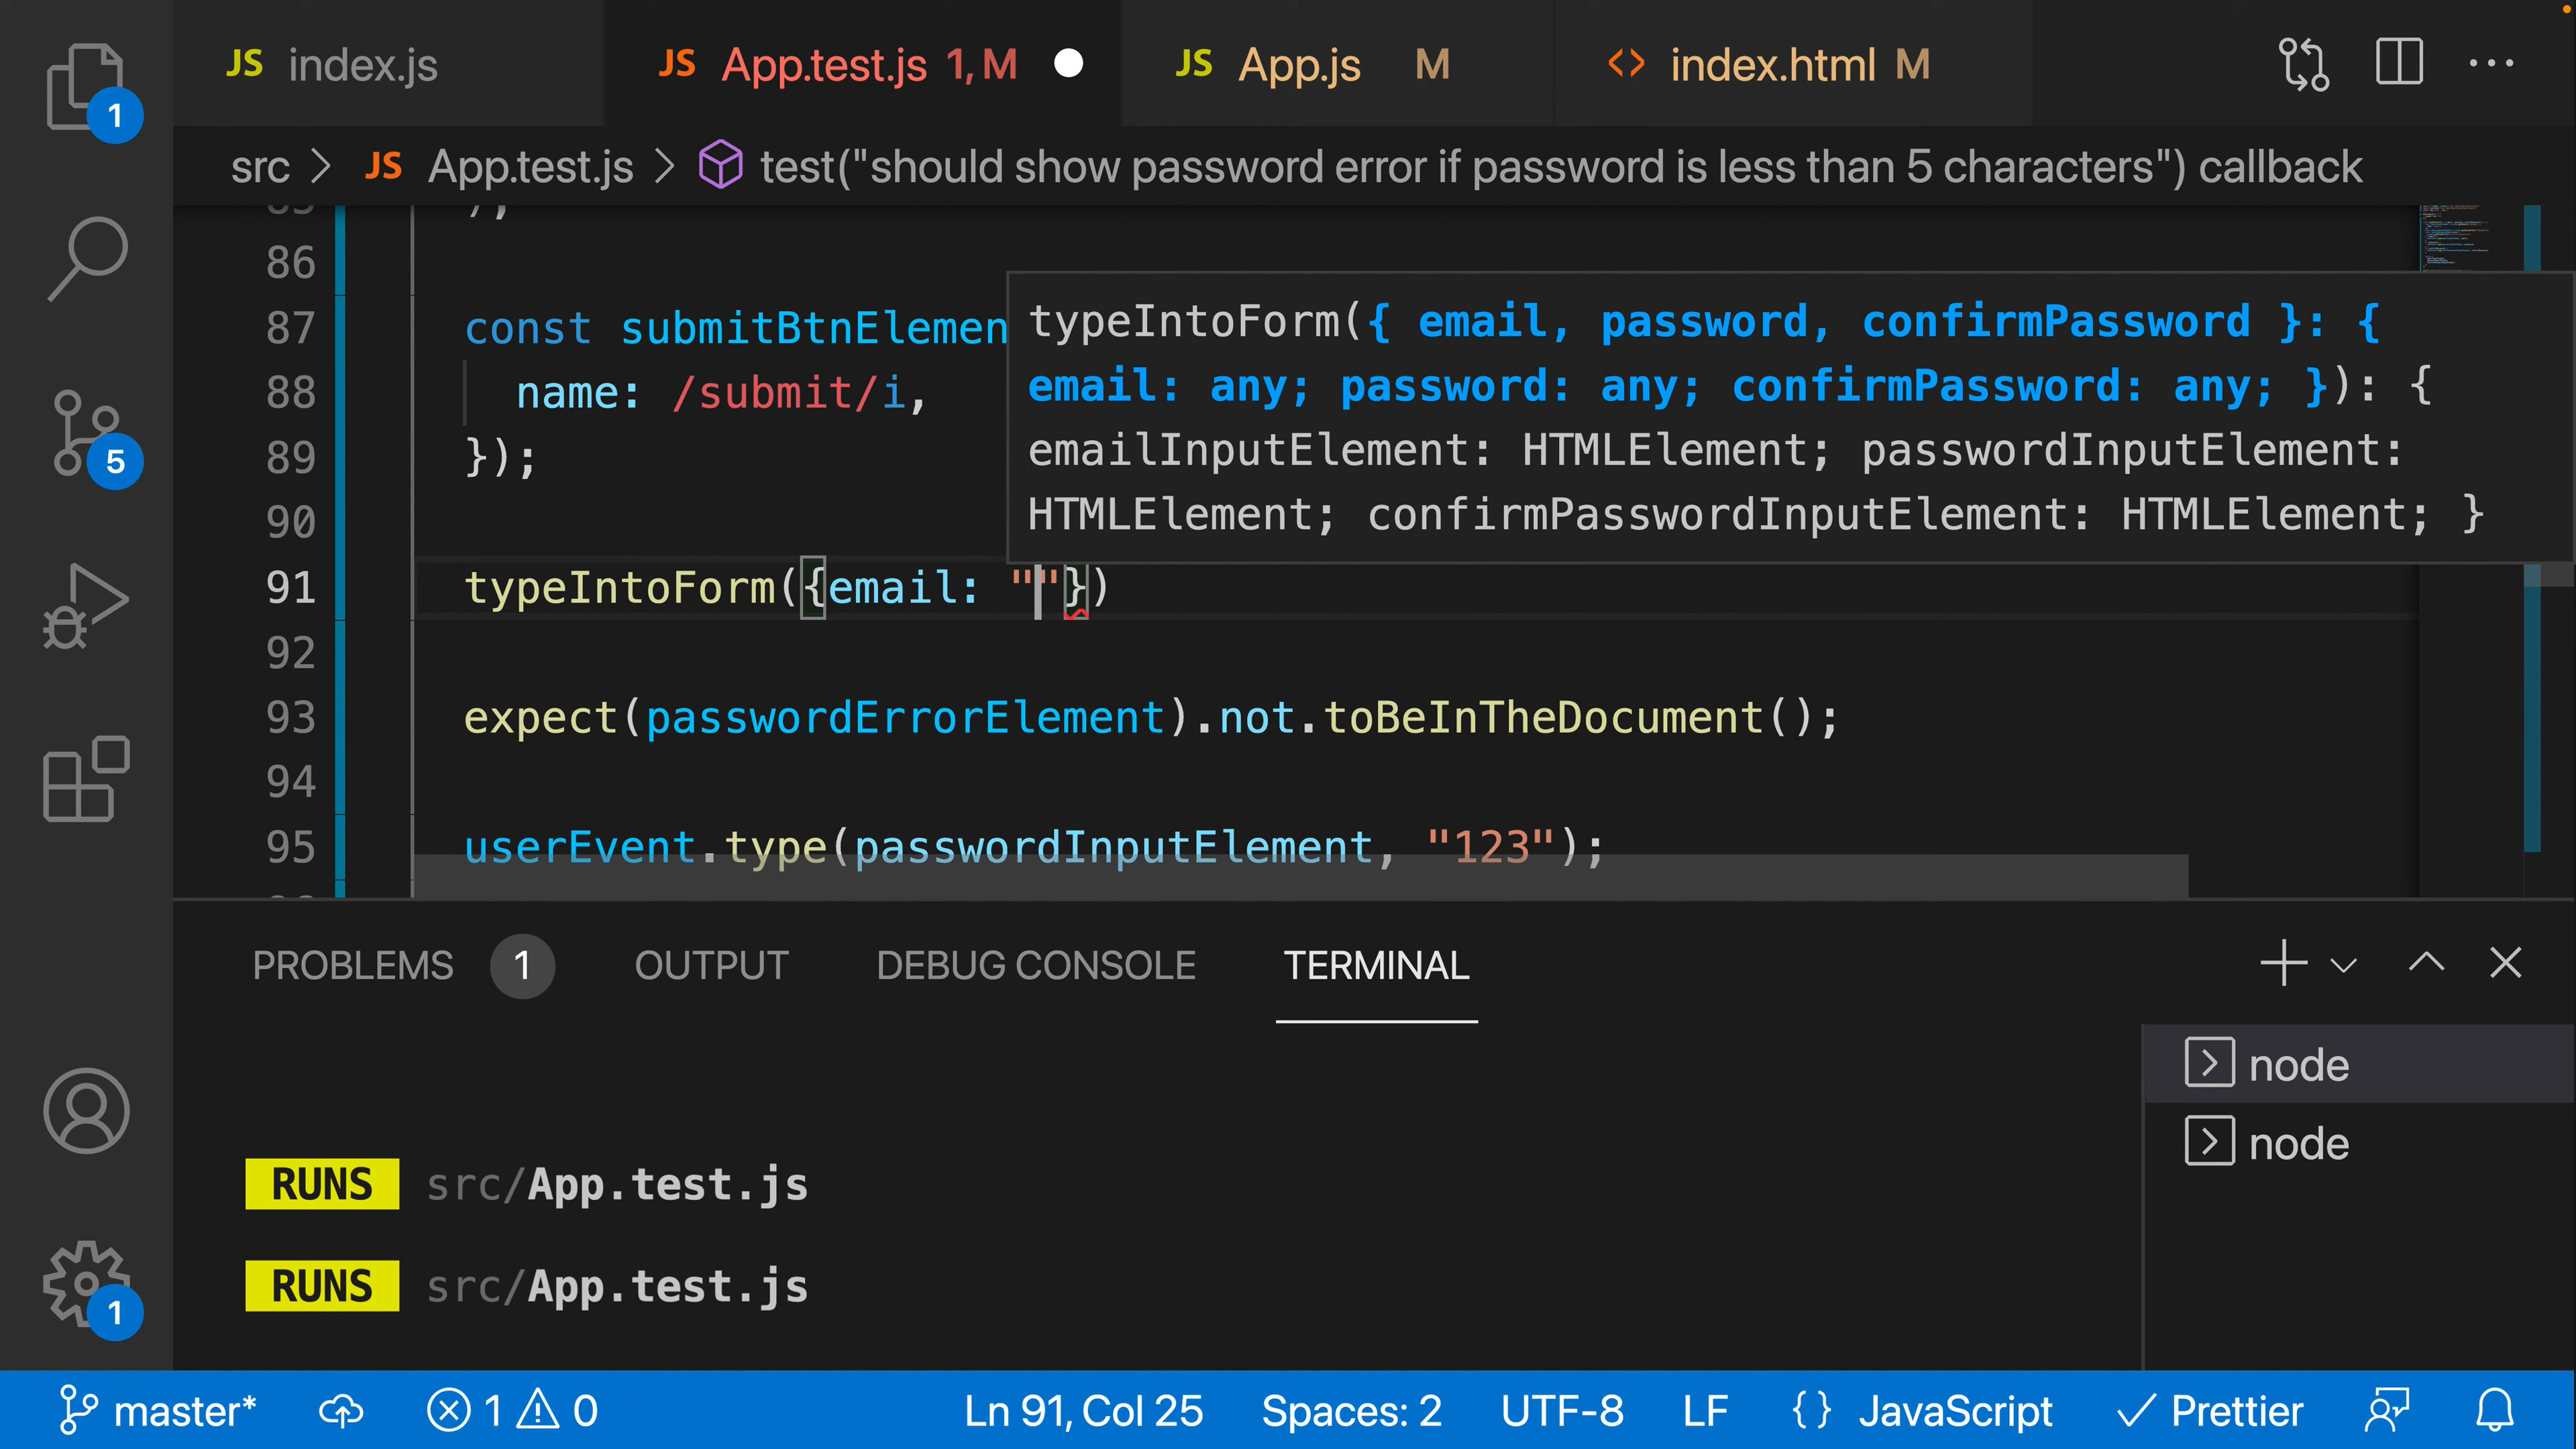 JS index.js JS App.test.js 1, M JS App.js M <> index.html M
1
src > JS App.test.js > test("should show password error if password is less than 5 characters") callback
86
87 const submitBtnElemen
88 name: /submit/i,
89 });
90
typeIntoForm({ email, password, confirmPassword }: {
email: any; password: any; confirmPassword: any; }): {
emailInputElement: HTMLElement; passwordInputElement:
HTMLElement; confirmPasswordInputElement: HTMLElement; }
5
91 typeIntoForm({email: ""})
92
93 expect(passwordErrorElement).not.toBeInTheDocument();
94
95 userEvent.type(passwordInputElement, "123");
PROBLEMS 1 OUTPUT DEBUG CONSOLE TERMINAL
node
node
RUNS src/App.test.js
RUNS src/App.test.js
1
master* 1 0 Ln 91, Col 25 Spaces: 2 UTF-8 LF {} JavaScript Prettier